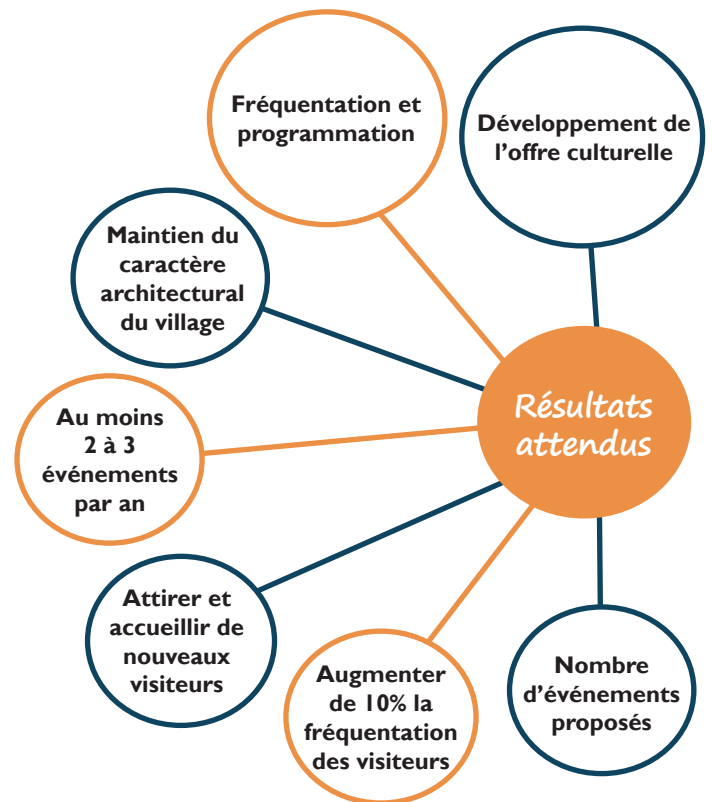 Fréquentation et
programmation
Développement de
l'offre culturelle
Maintien du
caractère
architectural
du village
Résultats
attendus
Au moins
2 à 3
événements
par an
Attirer et
accueillir de
nouveaux
visiteurs
Augmenter
de 10% la
fréquentation
des visiteurs
Nombre
d'événements
proposés